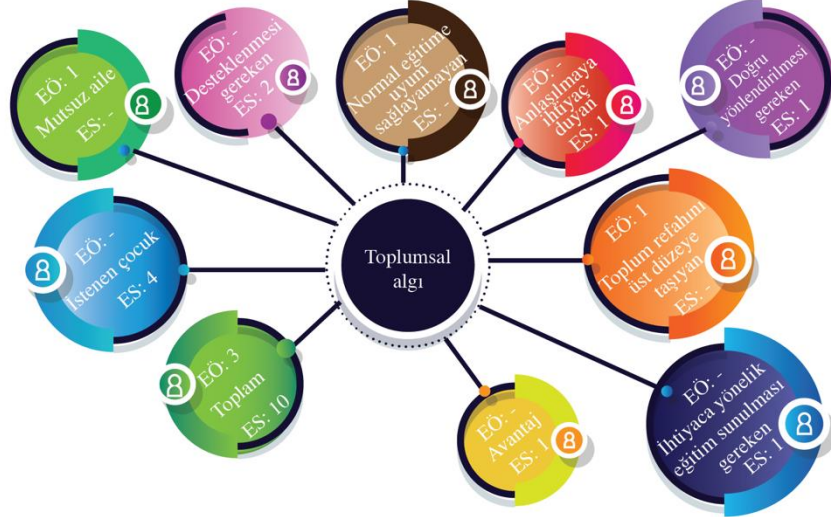 EÖ: 1
Mutsuz aile
ES: -
EÖ: -
Desteklenmesi
gereken
ES: 2
EÖ: 1
Normal eğitime
uyum
sağlayamayan
ES: -
EÖ: -
Anlaşılmaya
ihtiyaç
duyan
ES: 1
EÖ: -
Doğru
yönlendirilmesi
gereken
ES: 1
EÖ: -
İstenen çocuk
ES: 4
Toplumsal
algı
EÖ: 1
Toplum refahını
üst düzeye
taşıyan
ES: -
EÖ: 3
Toplam
ES: 10
EÖ: -
Avantaj
ES: 1
EÖ: -
İhtiyaca yönelik
eğitim sunulması
gereken
ES: 1